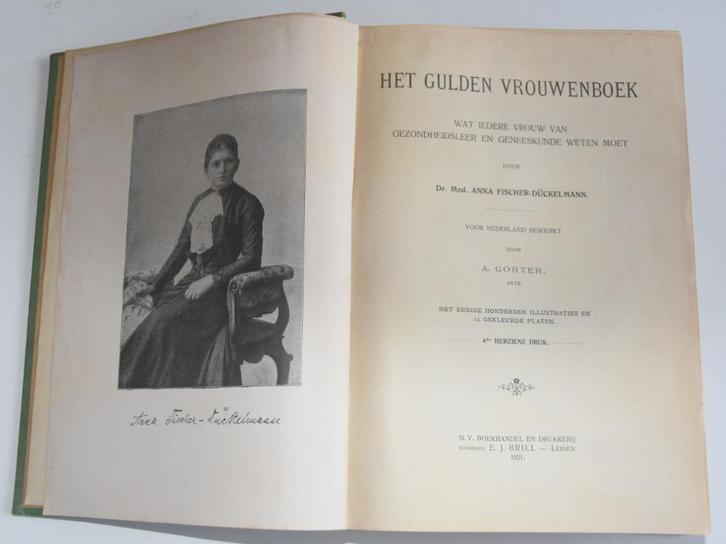 Anna Fischer-Dückelmann
HET GULDEN VROUWENBOEK
WAT IEDERE VROUW VAN
GEZONDHEIDSLEER EN GENEESKUNDE WETEN MOET
DOOR
Dr. Med. ANNA FISCHER-DÜCKELMANN.
VOOR NEDERLAND BEWERKT
DOOR
A. GORTER,
ARTS
MET EENIGE HONDERDEN ILLUSTRATIES EN
12 GEKLEURDE PLATEN.
4DE HERZIENE DRUK.
N. V. BOEKHANDEL EN DRUKKERIJ
VOORHEEN E. J. BRILL — LEIDEN
1921.